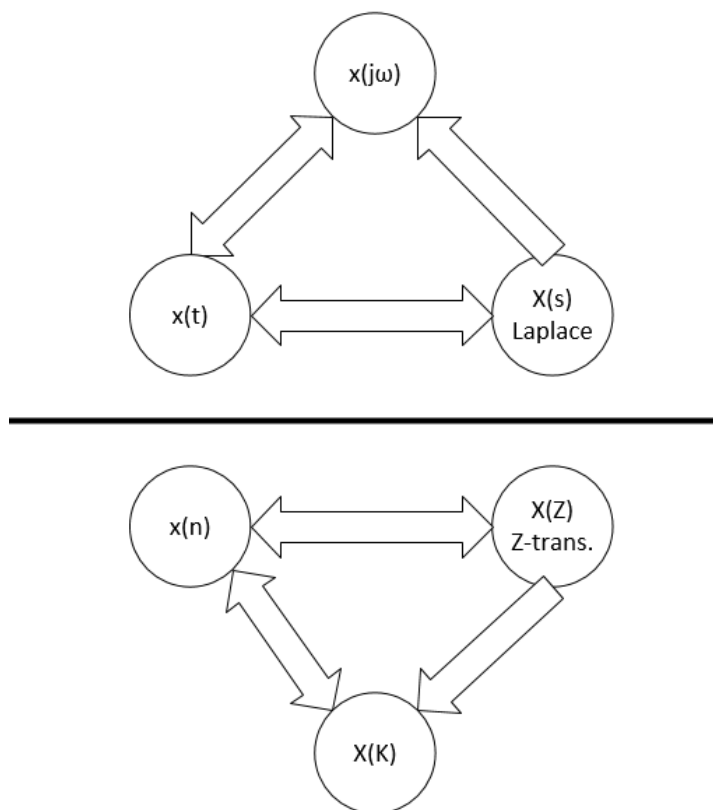 x(jω)
x(t)
X(s)
Laplace
x(n)
X(Z)
Z-trans.
X(K)